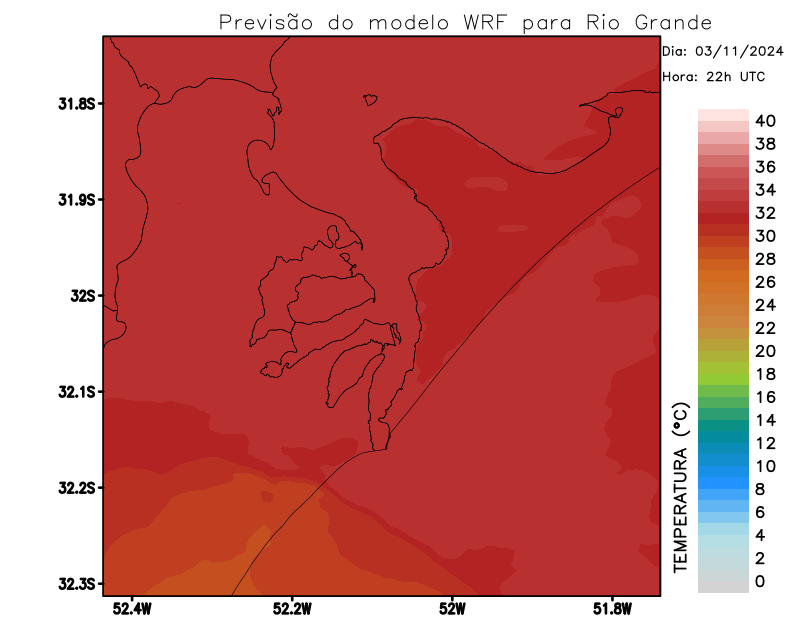 Previsão do modelo WRF para Rio Grande
Dia: 03/11/2024
Hora: 22h UTC
31.8S
31.9S
32S
32.1S
32.2S
32.3S
52.4W
52.2W
52W
51.8W
TEMPERATURA (°C)
40
38
36
34
32
30
28
26
24
22
20
18
16
14
12
10
8
6
4
2
0